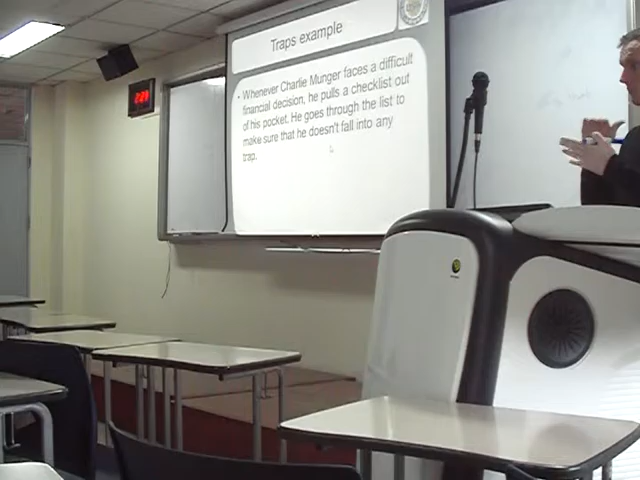 Traps example
• Whenever Charlie Munger faces a difficult
financial decision, he pulls a checklist out
of his pocket. He goes through the list to
make sure that he doesn't fall into any
trap.